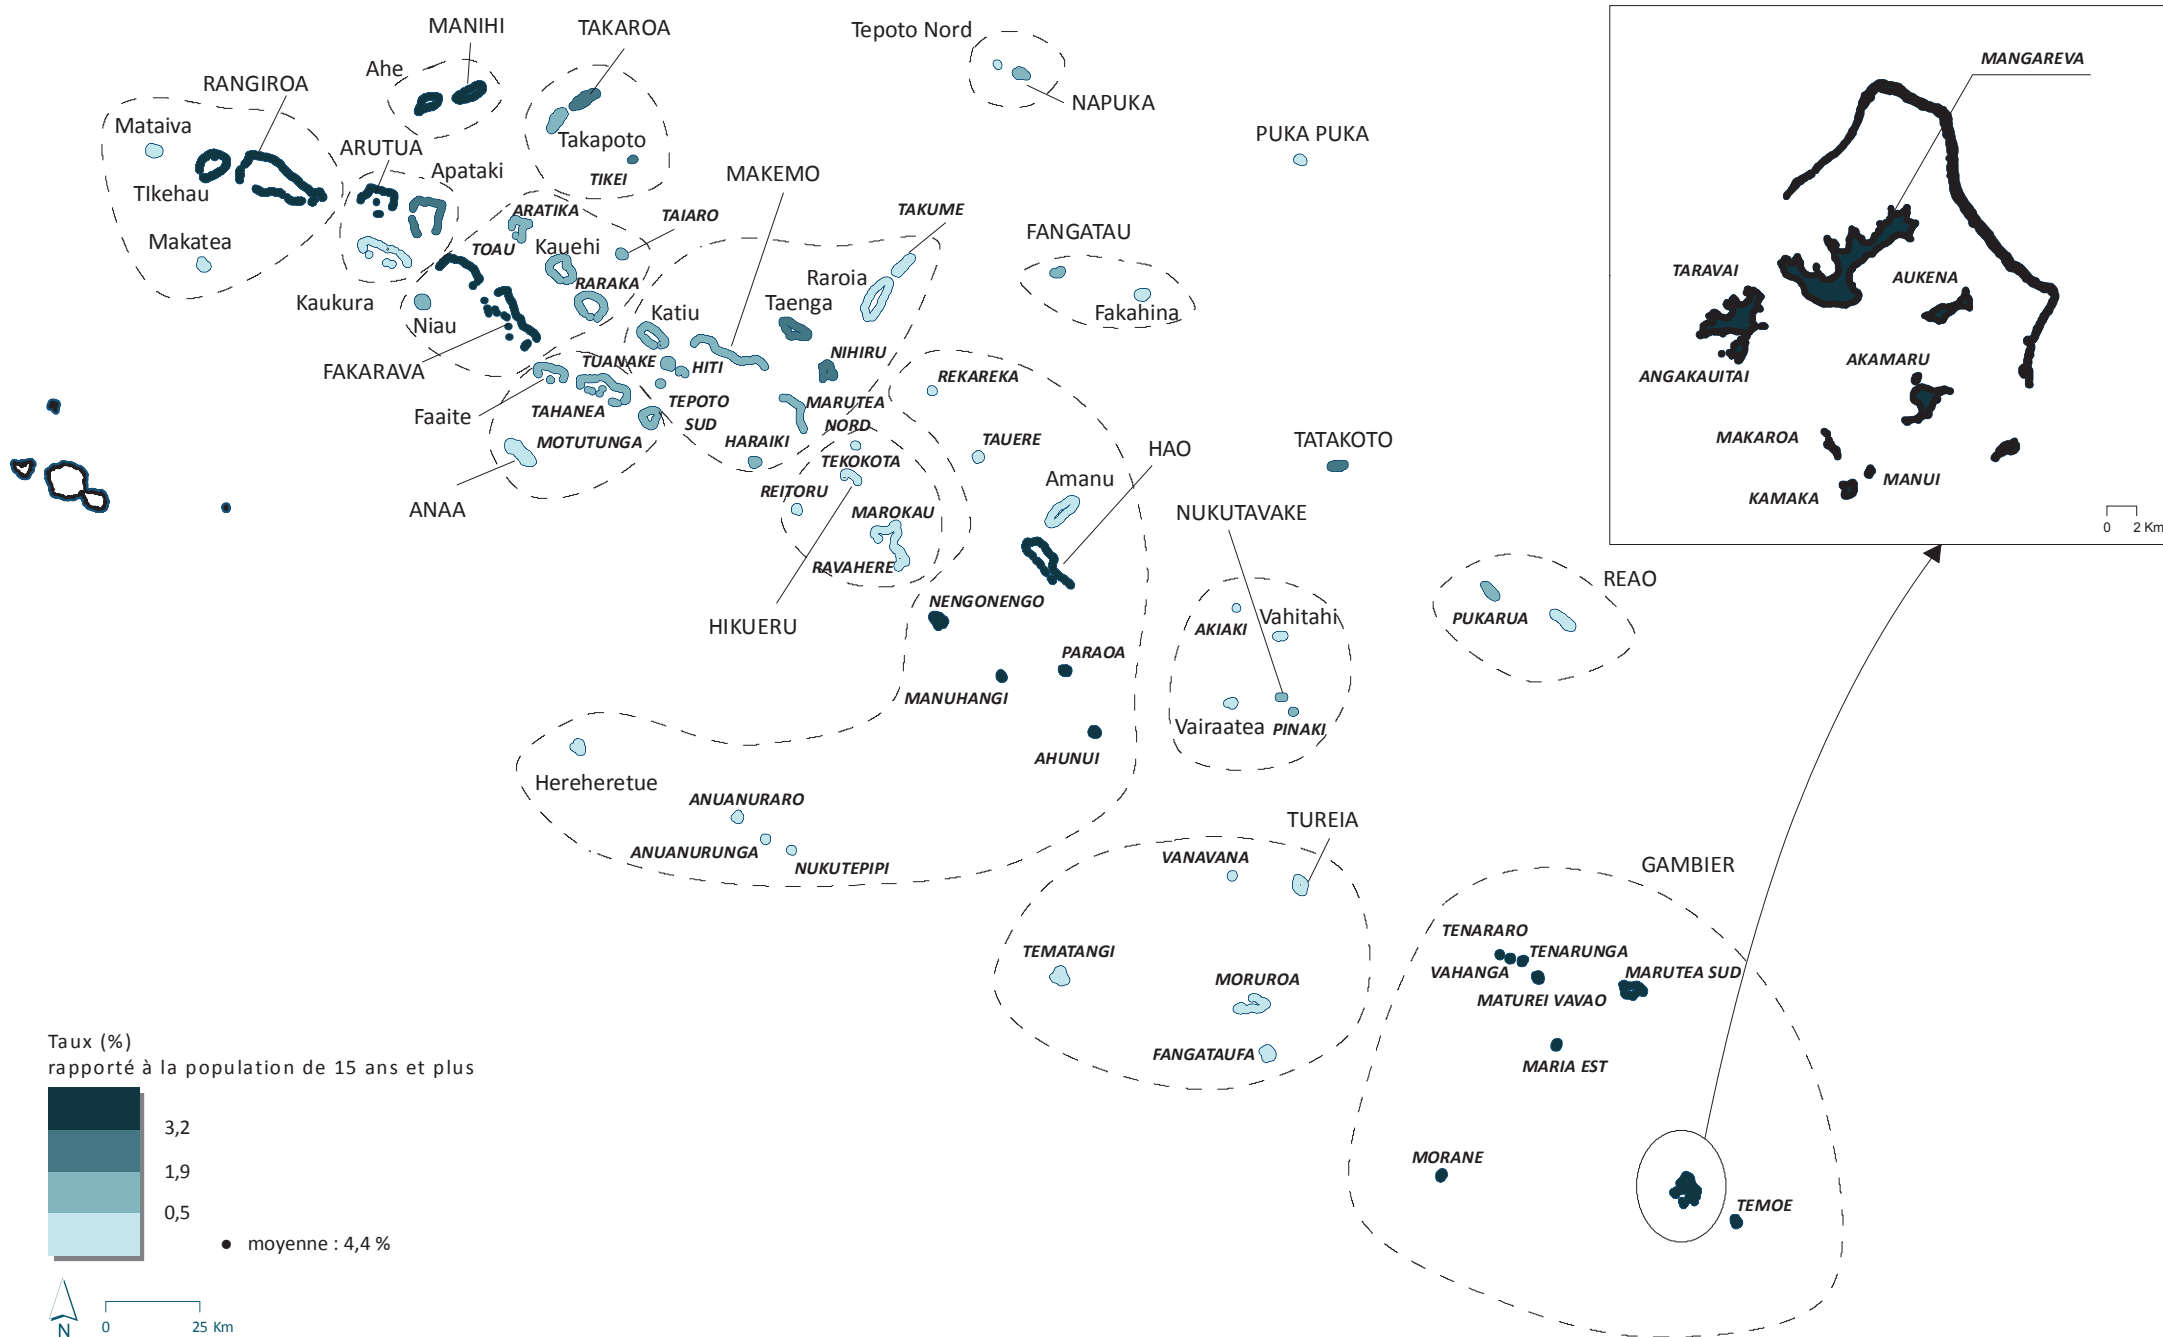 MANIHI
TAKAROA
Tepoto Nord
Ahe
RANGIROA
NAPUKA
MANGAREVA
Mataiva
ARUTUA
Takapoto
PUKA PUKA
Apataki
TIKEI
MAKEMO
TIkehau
ARATIKA
TAIARO
TAKUME
Makatea
TOAU
Kauehi
FANGATAU
Raroia
TARAVAI
AUKENA
RARAKA
Kaukura
Niau
Katiu
Taenga
Fakahina
NIHIRU
FAKARAVA
TUANAKE
HITI
REKAREKA
AKAMARU
ANGAKAUITAI
Faaite
TAHANEA
TEPOTO
SUD
MARUTEA
NORD
MOTUTUNGA
HARAIKI
TAUERE
TATAKOTO
HAO
MAKAROA
TEKOKOTA
Amanu
MANUI
REITORU
KAMAKA
ANAA
MAROKAU
NUKUTAVAKE
0 2 Km
RAVAHERE
REAO
NENGONENGO
Vahitahi
PUKARUA
HIKUERU
AKIAKI
PARAOA
MANUHANGI
Vairaatea
PINAKI
AHUNUI
Hereheretue
ANUANURARO
TUREIA
ANUANURUNGA
NUKUTEPIPI
VANAVANA
GAMBIER
TENARARO
TENARUNGA
TEMATANGI
VAHANGA
MARUTEA SUD
MORUROA
MATUREI VAVAO
FANGATAUFA
MARIA EST
Taux (%)
rapporté à la population de 15 ans et plus
3,2
1,9
0,5
MORANE
TEMOE
moyenne : 4,4 %
N
0 25 Km